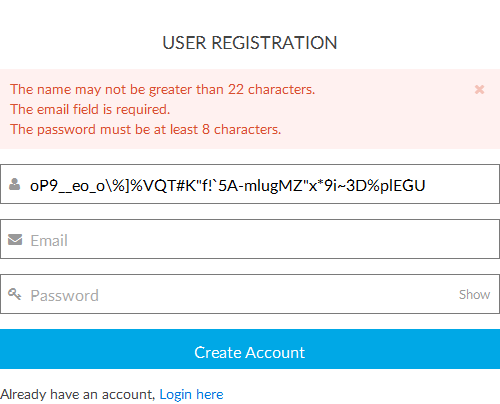 USER REGISTRATION
The name may not be greater than 22 characters.
The email field is required.
The password must be at least 8 characters.
oP9__eo_o\%]%VQT#K"f!`5A-mlugMZ"x*9i~3D%plEGU
Email
Password
Show
Create Account
Already have an account, Login here